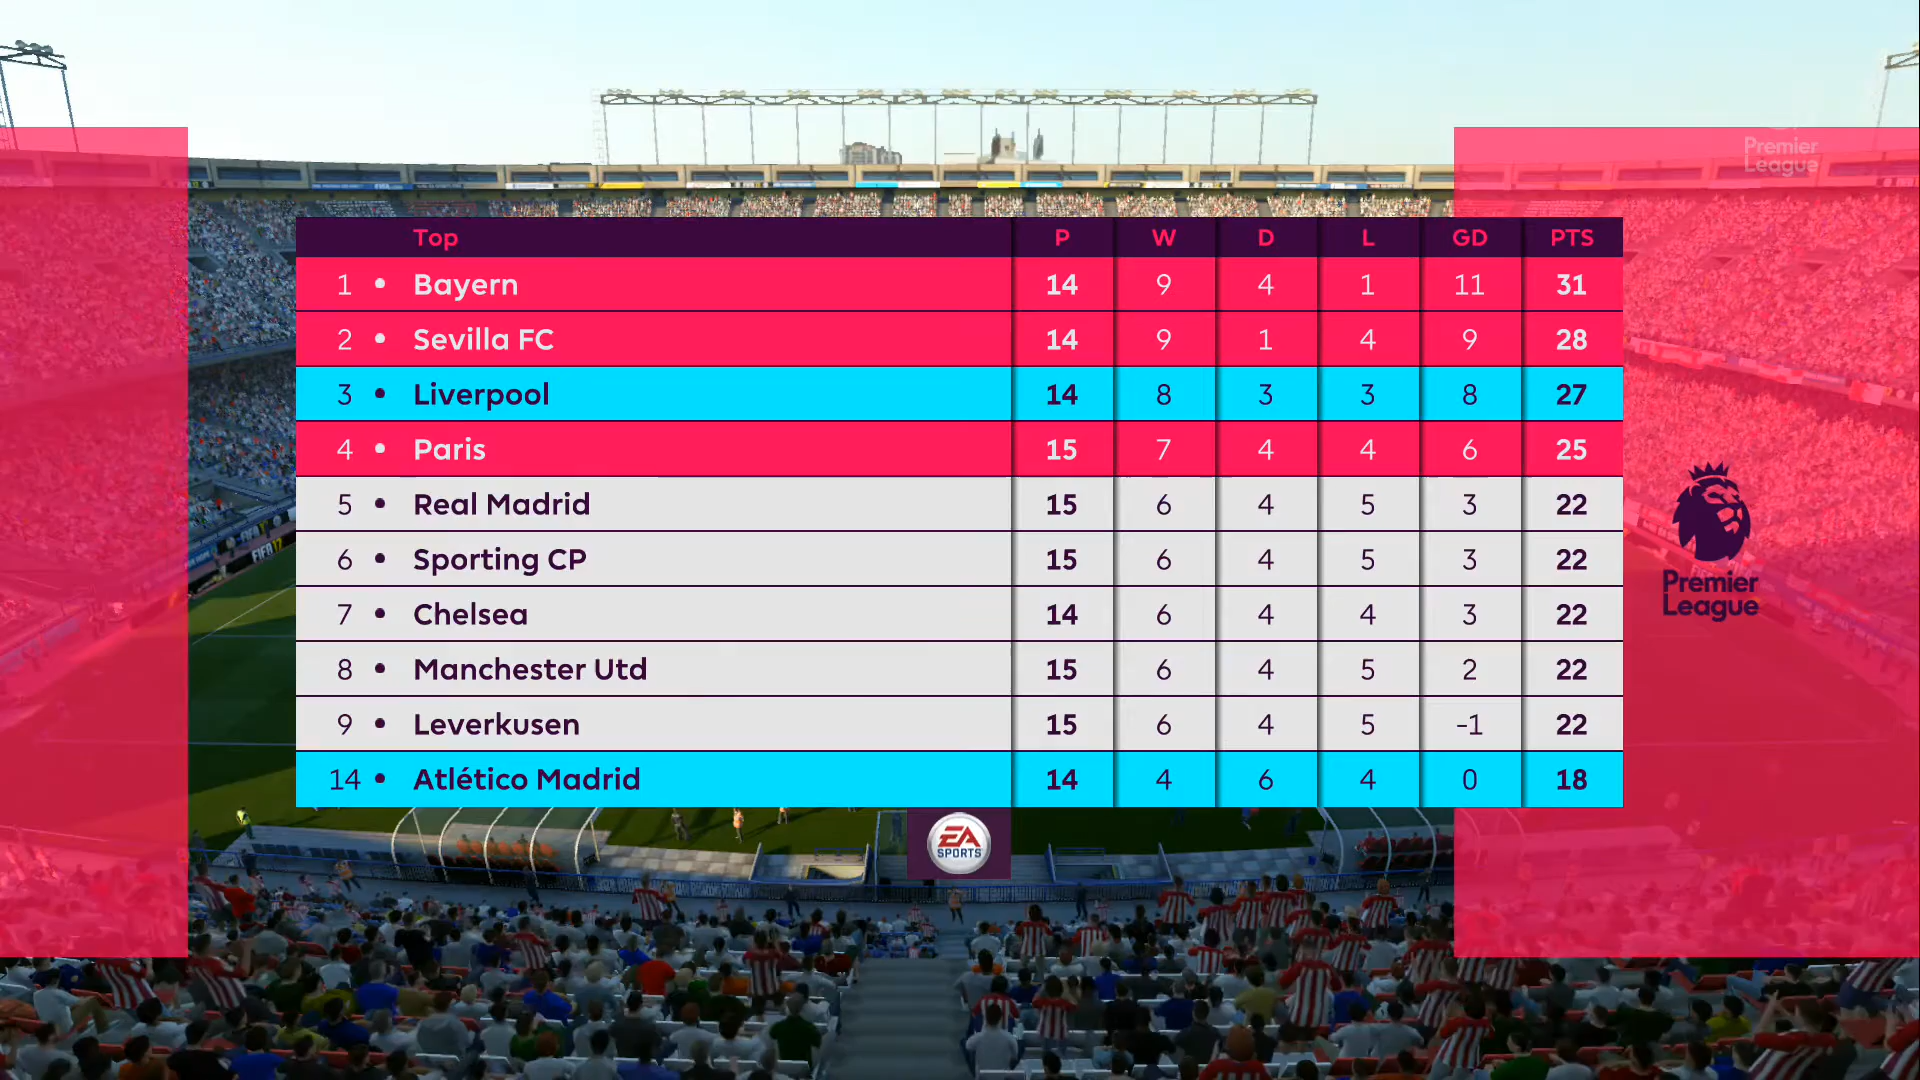 Premier
League
Top P W D L GD PTS
1 • Bayern 14 9 4 1 11 31
2 • Sevilla FC 14 9 1 4 9 28
3 • Liverpool 14 8 3 3 8 27
4 • Paris 15 7 4 4 6 25
5 • Real Madrid 15 6 4 5 3 22
6 • Sporting CP 15 6 4 5 3 22
7 • Chelsea 14 6 4 4 3 22
8 • Manchester Utd 15 6 4 5 2 22
9 • Leverkusen 15 6 4 5 -1 22
14 • Atlético Madrid 14 4 6 4 0 18
FIFA 17
Premier
League
EA
SPORTS